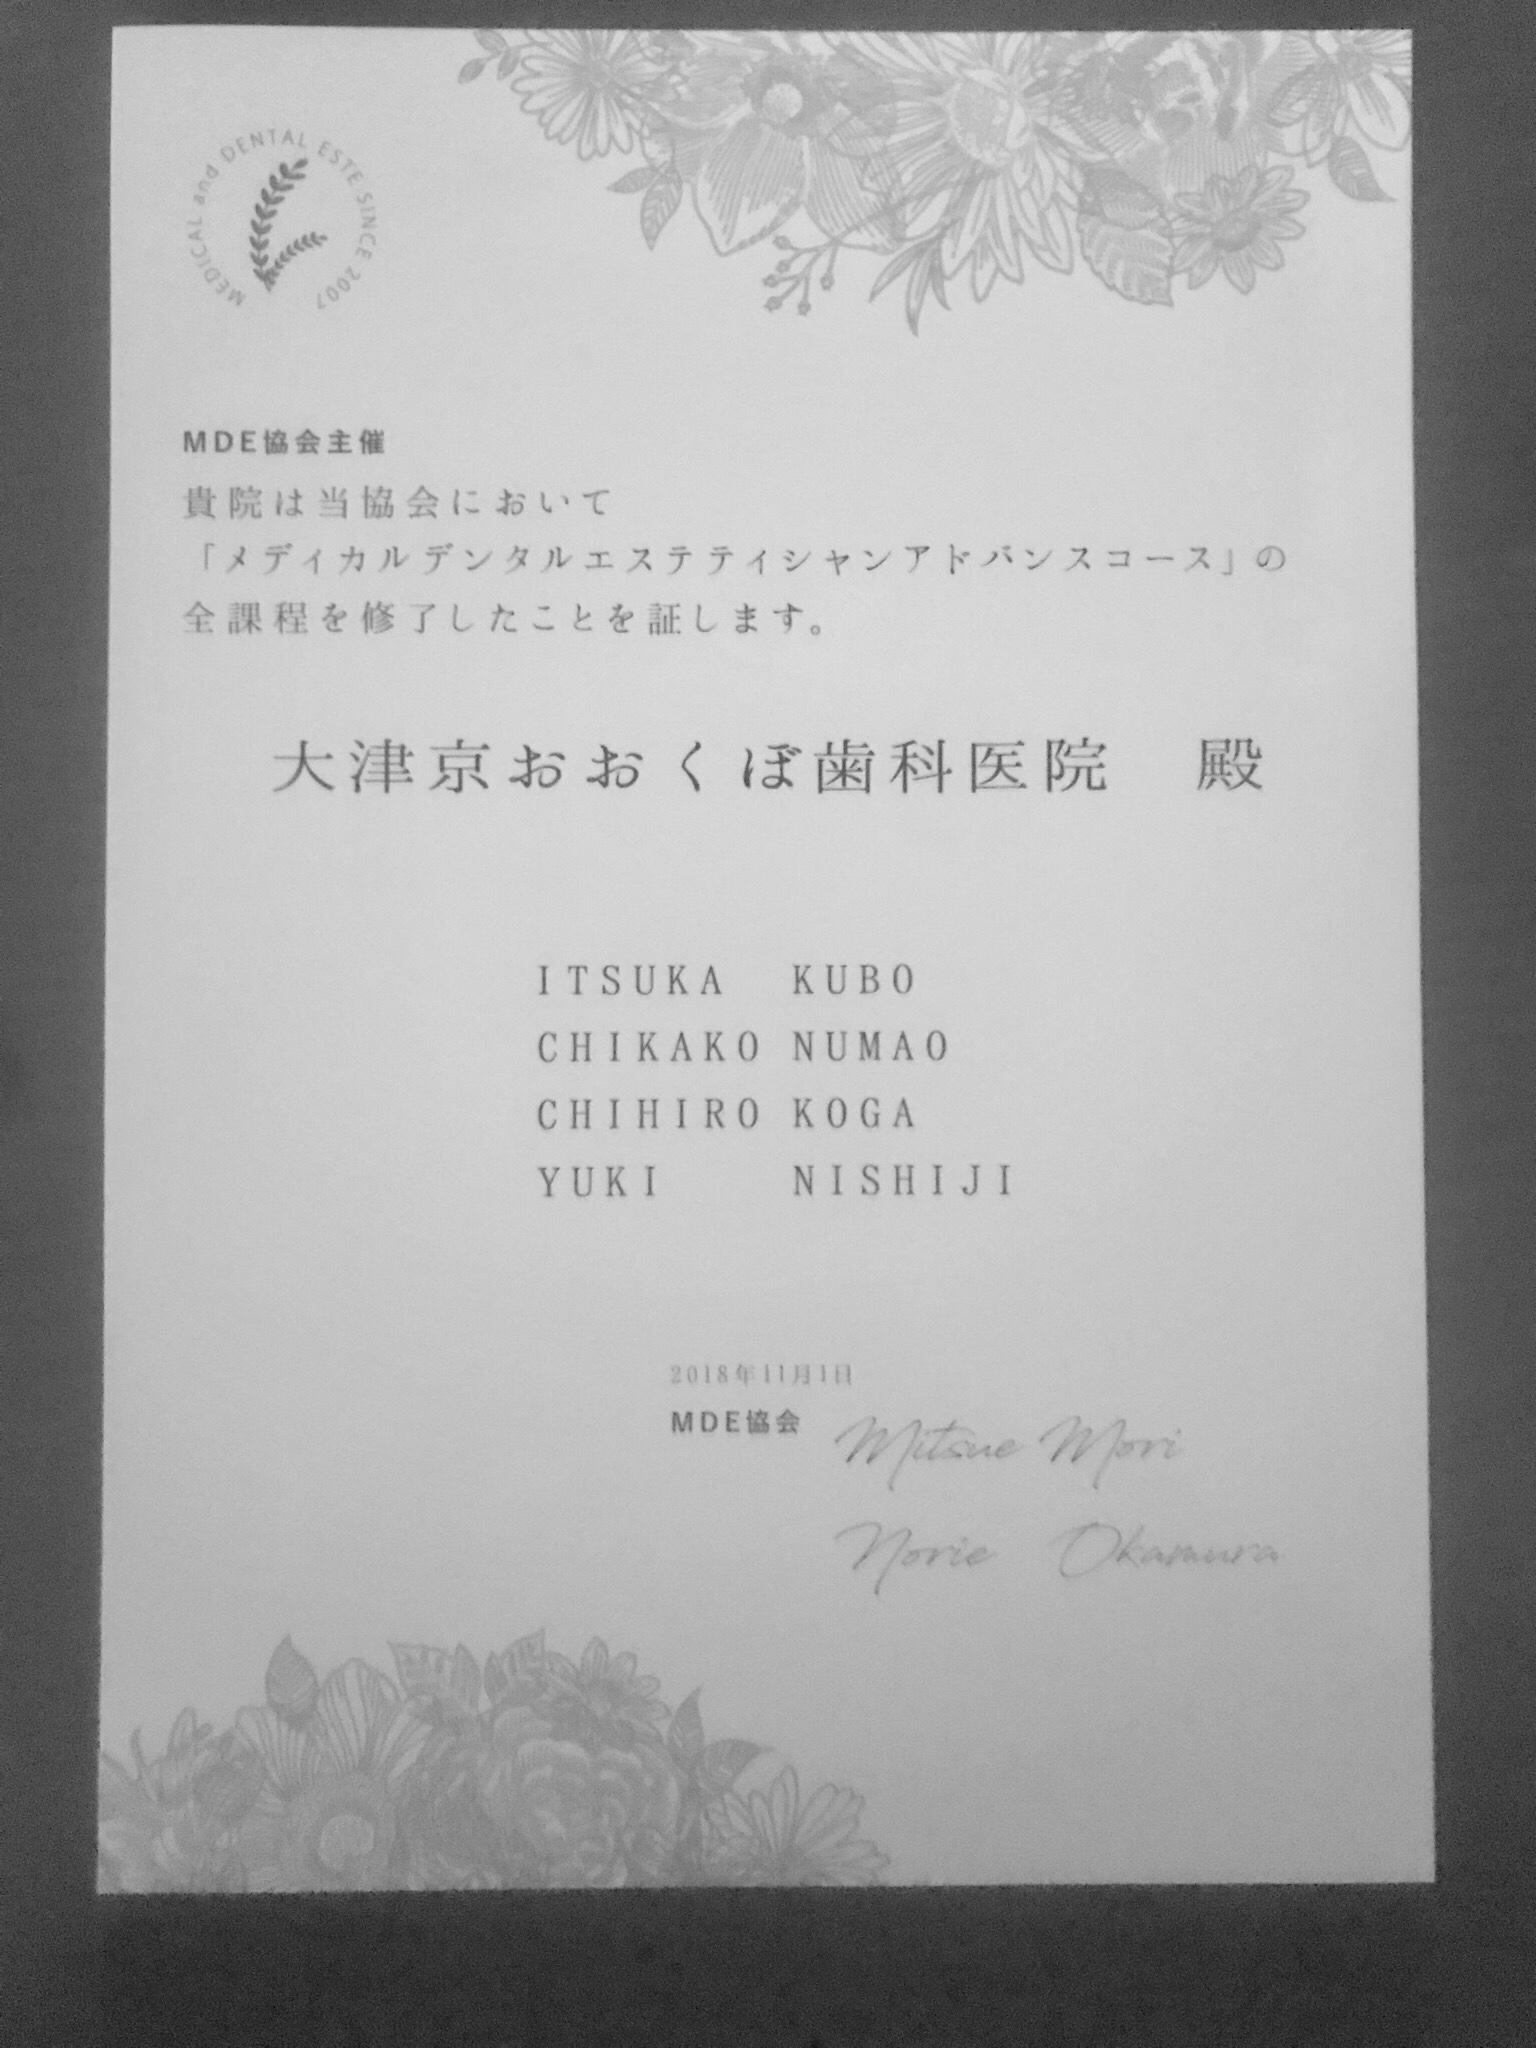 MEDICAL and DENTAL ESTE SINCE 2007
MDE協会主催
貴院は当協会において
「メディカルデンタルエステティシャンアドバンスコース」の
全課程を修了したことを証します。
大津京おおくぼ歯科医院 殿
ITSUKA KUBO
CHIKAKO NUMAO
CHIHIRO KOGA
YUKI NISHIJI
2018年11月1日
MDE協会
Mitsue Mori
Norie Okamura